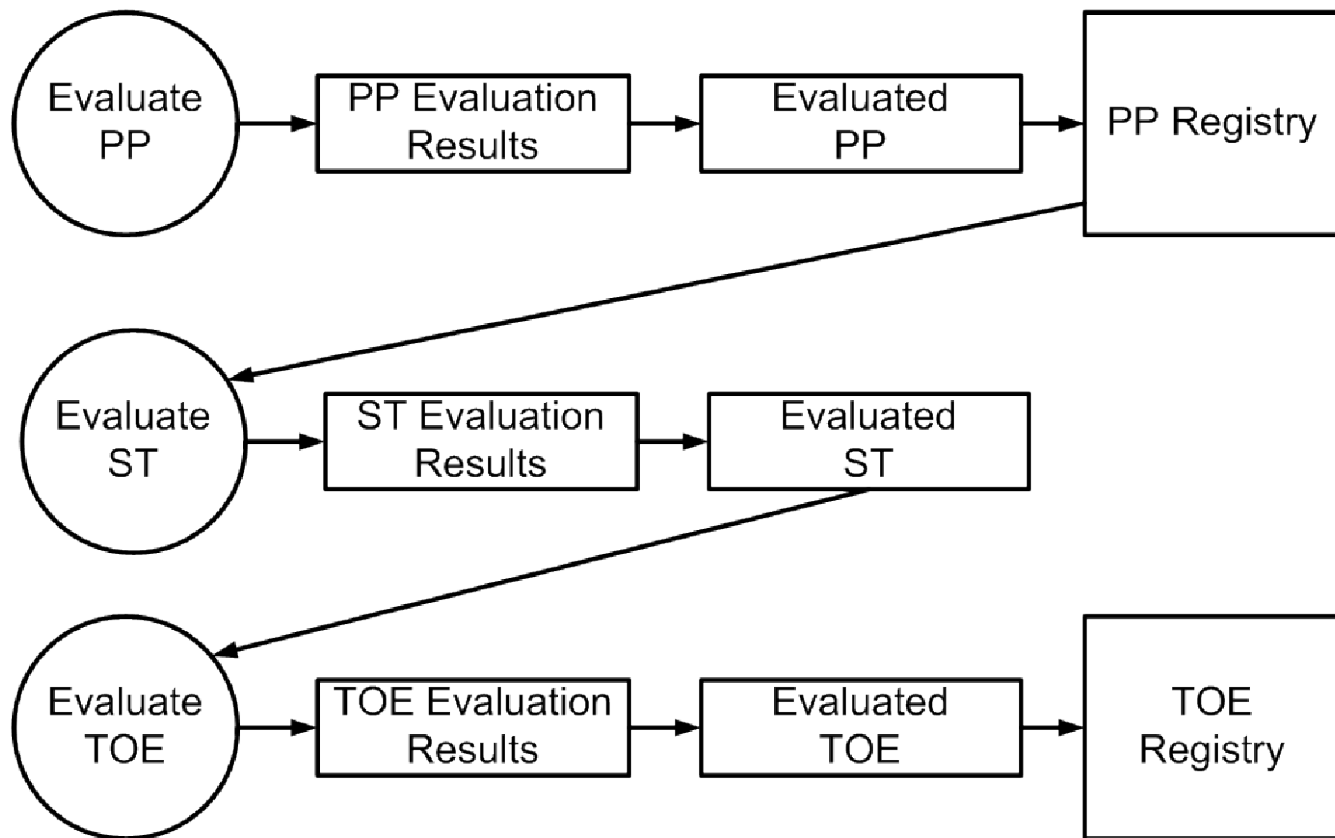 Evaluate
PP
PP Evaluation
Results
Evaluated
PP
PP Registry
Evaluate
ST
ST Evaluation
Results
Evaluated
ST
Evaluate
TOE
TOE Evaluation
Results
Evaluated
TOE
TOE
Registry